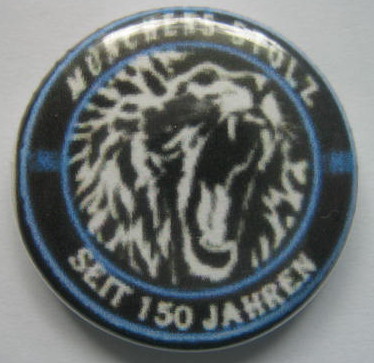 MÜNCHENS STOLZ
SEIT 150 JAHREN